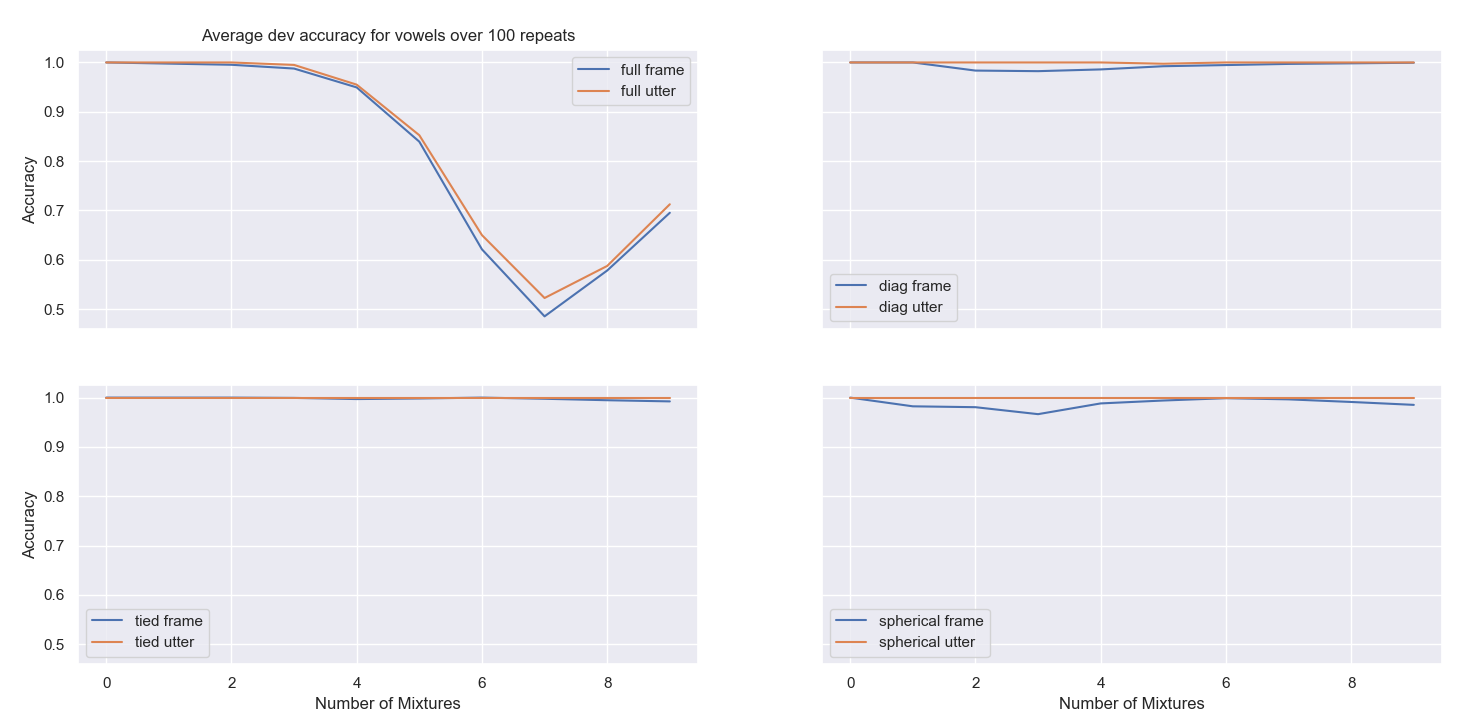 Average dev accuracy for vowels over 100 repeats
1.0
0.9
0.8
0.7
0.6
0.5
Accuracy
full frame
full utter
diag frame
diag utter
1.0
0.9
0.8
0.7
0.6
0.5
Accuracy
tied frame
tied utter
0 2 4 6 8
Number of Mixtures
spherical frame
spherical utter
0 2 4 6 8
Number of Mixtures